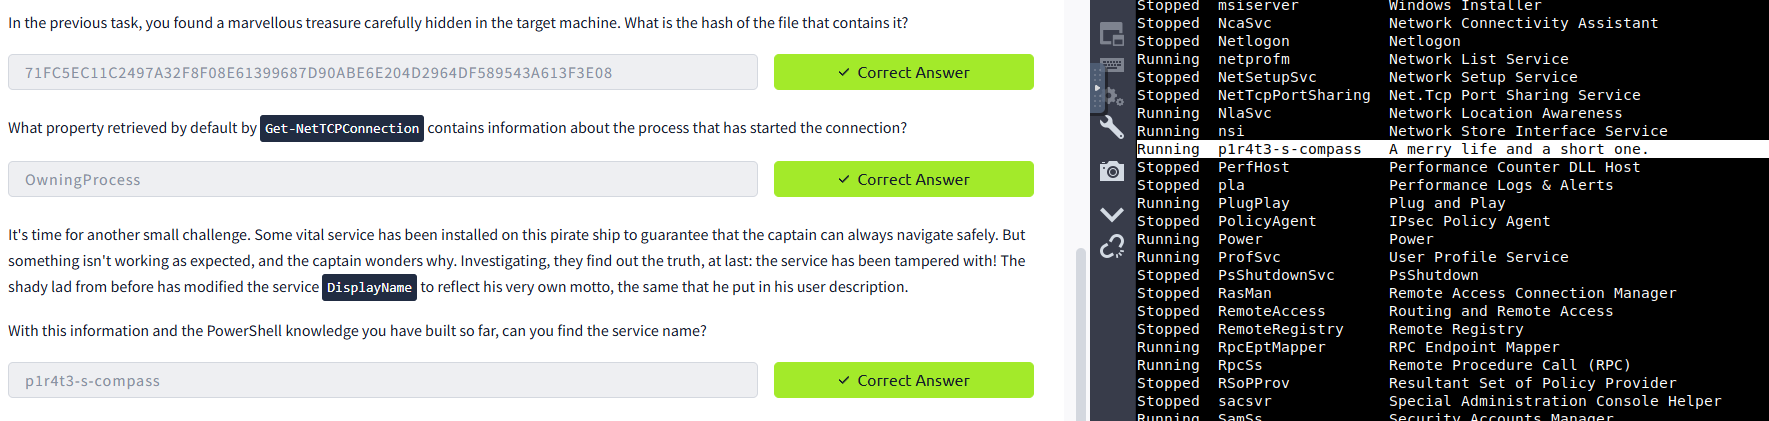 In the previous task, you found a marvellous treasure carefully hidden in the target machine. What is the hash of the file that contains it?
71FC5EC11C2497A32F8F08E61399687D90ABE6E204D2964DF589543A613F3E08
✓ Correct Answer
What property retrieved by default by Get-NetTCPConnection contains information about the process that has started the connection?
OwningProcess
✓ Correct Answer
It's time for another small challenge. Some vital service has been installed on this pirate ship to guarantee that the captain can always navigate safely. But
something isn't working as expected, and the captain wonders why. Investigating, they find out the truth, at last: the service has been tampered with! The
shady lad from before has modified the service DisplayName to reflect his very own motto, the same that he put in his user description.
With this information and the PowerShell knowledge you have built so far, can you find the service name?
p1r4t3-s-compass
✓ Correct Answer
Stopped msiserver Windows Installer
Stopped NcaSvc Network Connectivity Assistant
Stopped Netlogon Netlogon
Running netprofm Network List Service
Stopped NetSetupSvc Network Setup Service
Stopped NetTcpPortSharing Net.Tcp Port Sharing Service
Running NlaSvc Network Location Awareness
Running nsi Network Store Interface Service
Running p1r4t3-s-compass A merry life and a short one.
Stopped PerfHost Performance Counter DLL Host
Stopped pla Performance Logs & Alerts
Running PlugPlay Plug and Play
Stopped PolicyAgent IPsec Policy Agent
Running Power Power
Running ProfSvc User Profile Service
Stopped PsShutdownSvc PsShutdown
Stopped RasMan Remote Access Connection Manager
Stopped RemoteAccess Routing and Remote Access
Stopped RemoteRegistry Remote Registry
Running RpcEptMapper RPC Endpoint Mapper
Running RpcSs Remote Procedure Call (RPC)
Stopped RSoPProv Resultant Set of Policy Provider
Stopped sacsvr Special Administration Console Helper
Running SamSs Security Accounts Manager